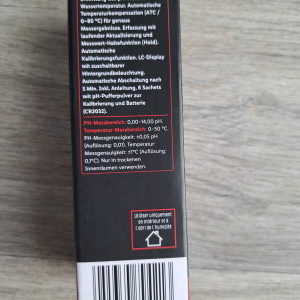 Wassertemperatur. Automatische
Temperaturkompensation (ATC /
0~80 °C) für genaue
Messergebnisse. Erfassung mit
laufender Aktualisierung und
Messwert-Haltefunktion (Hold).
Automatische
Kalibrierungsfunktion. LC-Display
mit zuschaltbarer
Hintergrundbeleuchtung.
Automatische Abschaltung nach
5 Min. Inkl. Anleitung, 6 Sachets
mit pH-Pufferpulver zur
Kalibrierung und Batterie
(CR2032).
PH-Messbereich: 0,00-14,00 pH.
Temperatur-Messbereich: 0-50 °C.
pH-Messgenauigkeit: ±0,05 pH
(Auflösung: 0,01). Temperatur-
Messgenauigkeit: ±1°C (Auflösung:
0,1°C). Nur in trockenen
Innenräumen verwenden.
Utiliser uniquement
en intérieur et à
l'abri de l'humidité